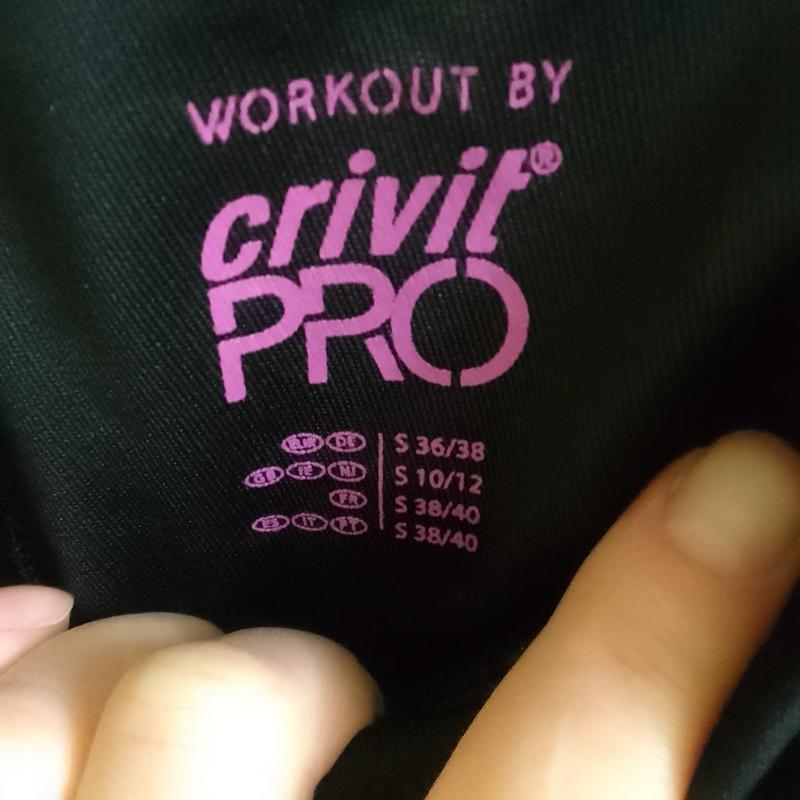 WORKOUT BY
crivit®
PRO
EUR DE S 36/38
GB IE NI S 10/12
FR S 38/40
ES IT PT S 38/40